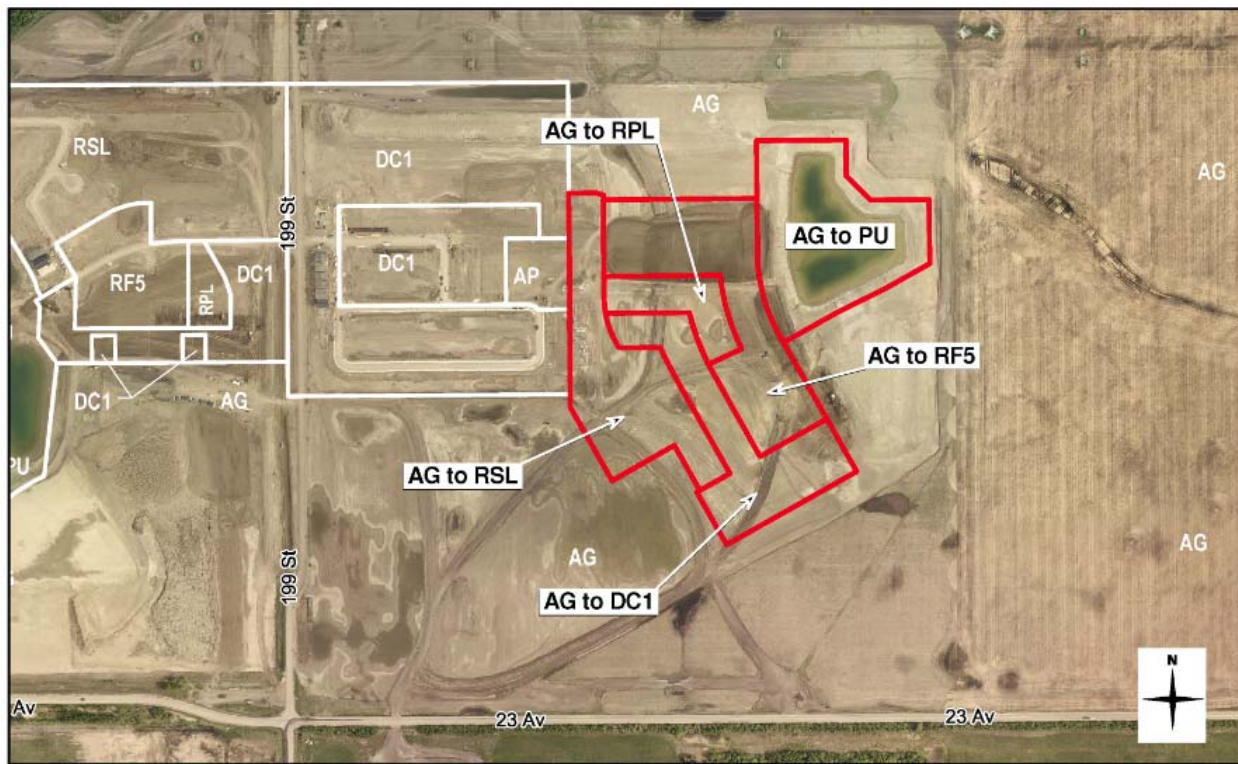 AG
AG to RPL
RSL
DC1
AG
199 St
AG to PU
DC1
AP
RF5
RPL
DC1
AG to RF5
DC1
AG
PU
AG to RSL
AG
AG
199 St
AG to DC1
N
Av
23 Av
23 Av